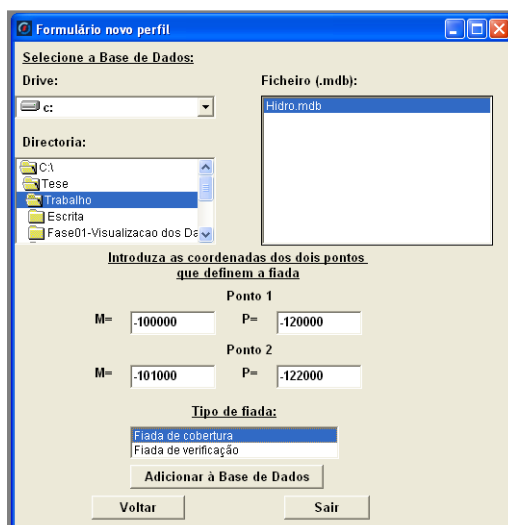 Formulário novo perfil
Selecione a Base de Dados:
Drive:
Ficheiro (.mdb):
c:
Hidro.mdb
Directoria:
C:\
Tese
Trabalho
Escrita
Fase01-Visualizacao dos Da
Introduza as coordenadas dos dois pontos
que definem a fiada
Ponto 1
M= -100000 P= -120000
Ponto 2
M= -101000 P= -122000
Tipo de fiada:
Fiada de cobertura
Fiada de verificação
Adicionar à Base de Dados
Voltar Sair